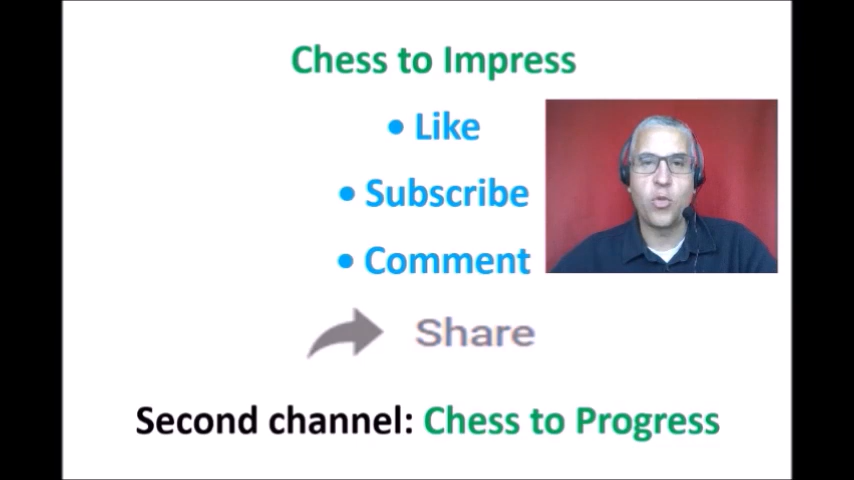 Chess to Impress
• Like
• Subscribe
• Comment
Share
Second channel: Chess to Progress